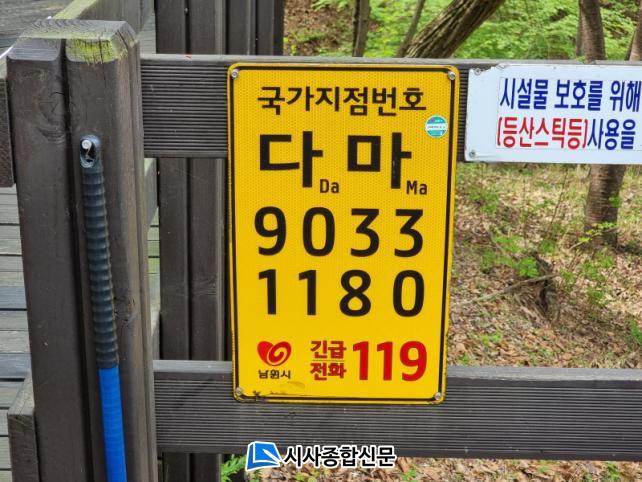 국가지점번호
다 마
Da Ma
9033
1180
남원시
긴급
전화 119
시설물 보호를 위해
(등산스틱등)사용을
시사종합신문